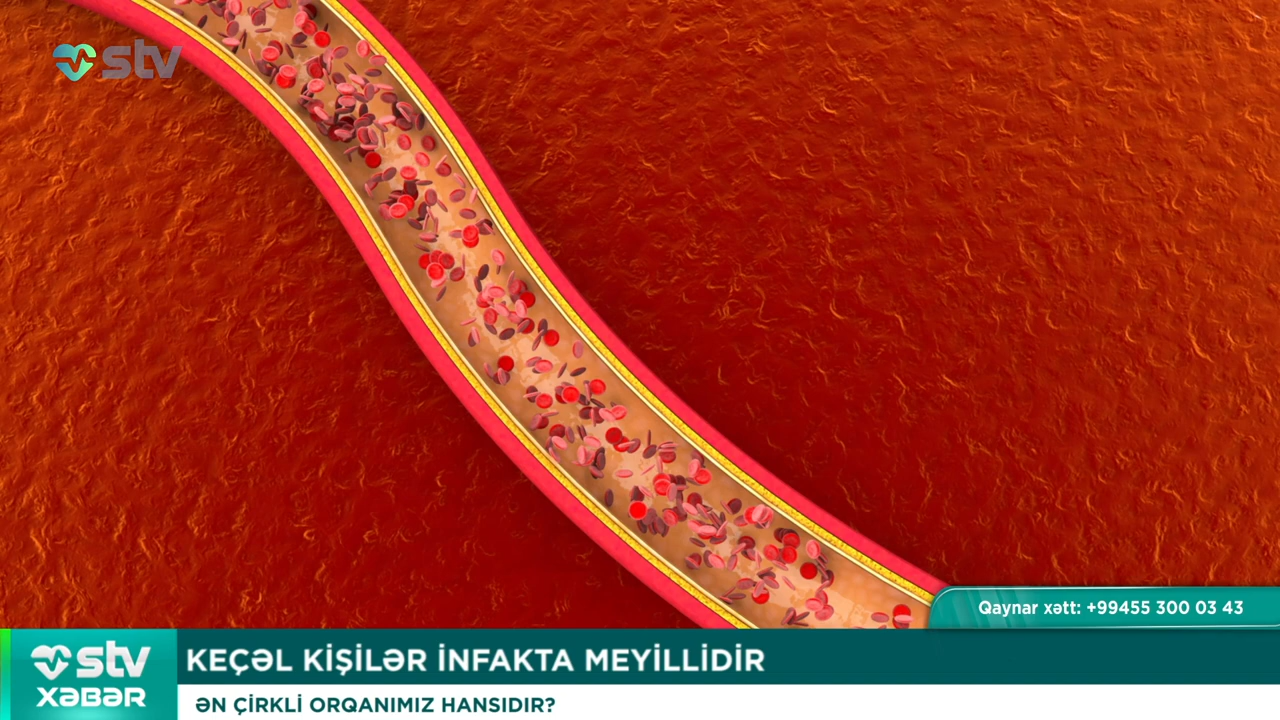 stv
Qaynar xətt: +99455 300 03 43
stv
XƏBƏR
KEÇƏL KİŞİLƏR İNFAKTA MEYİLLİDİR
ƏN ÇİRKLİ ORQANIMIZ HANSIDIR?